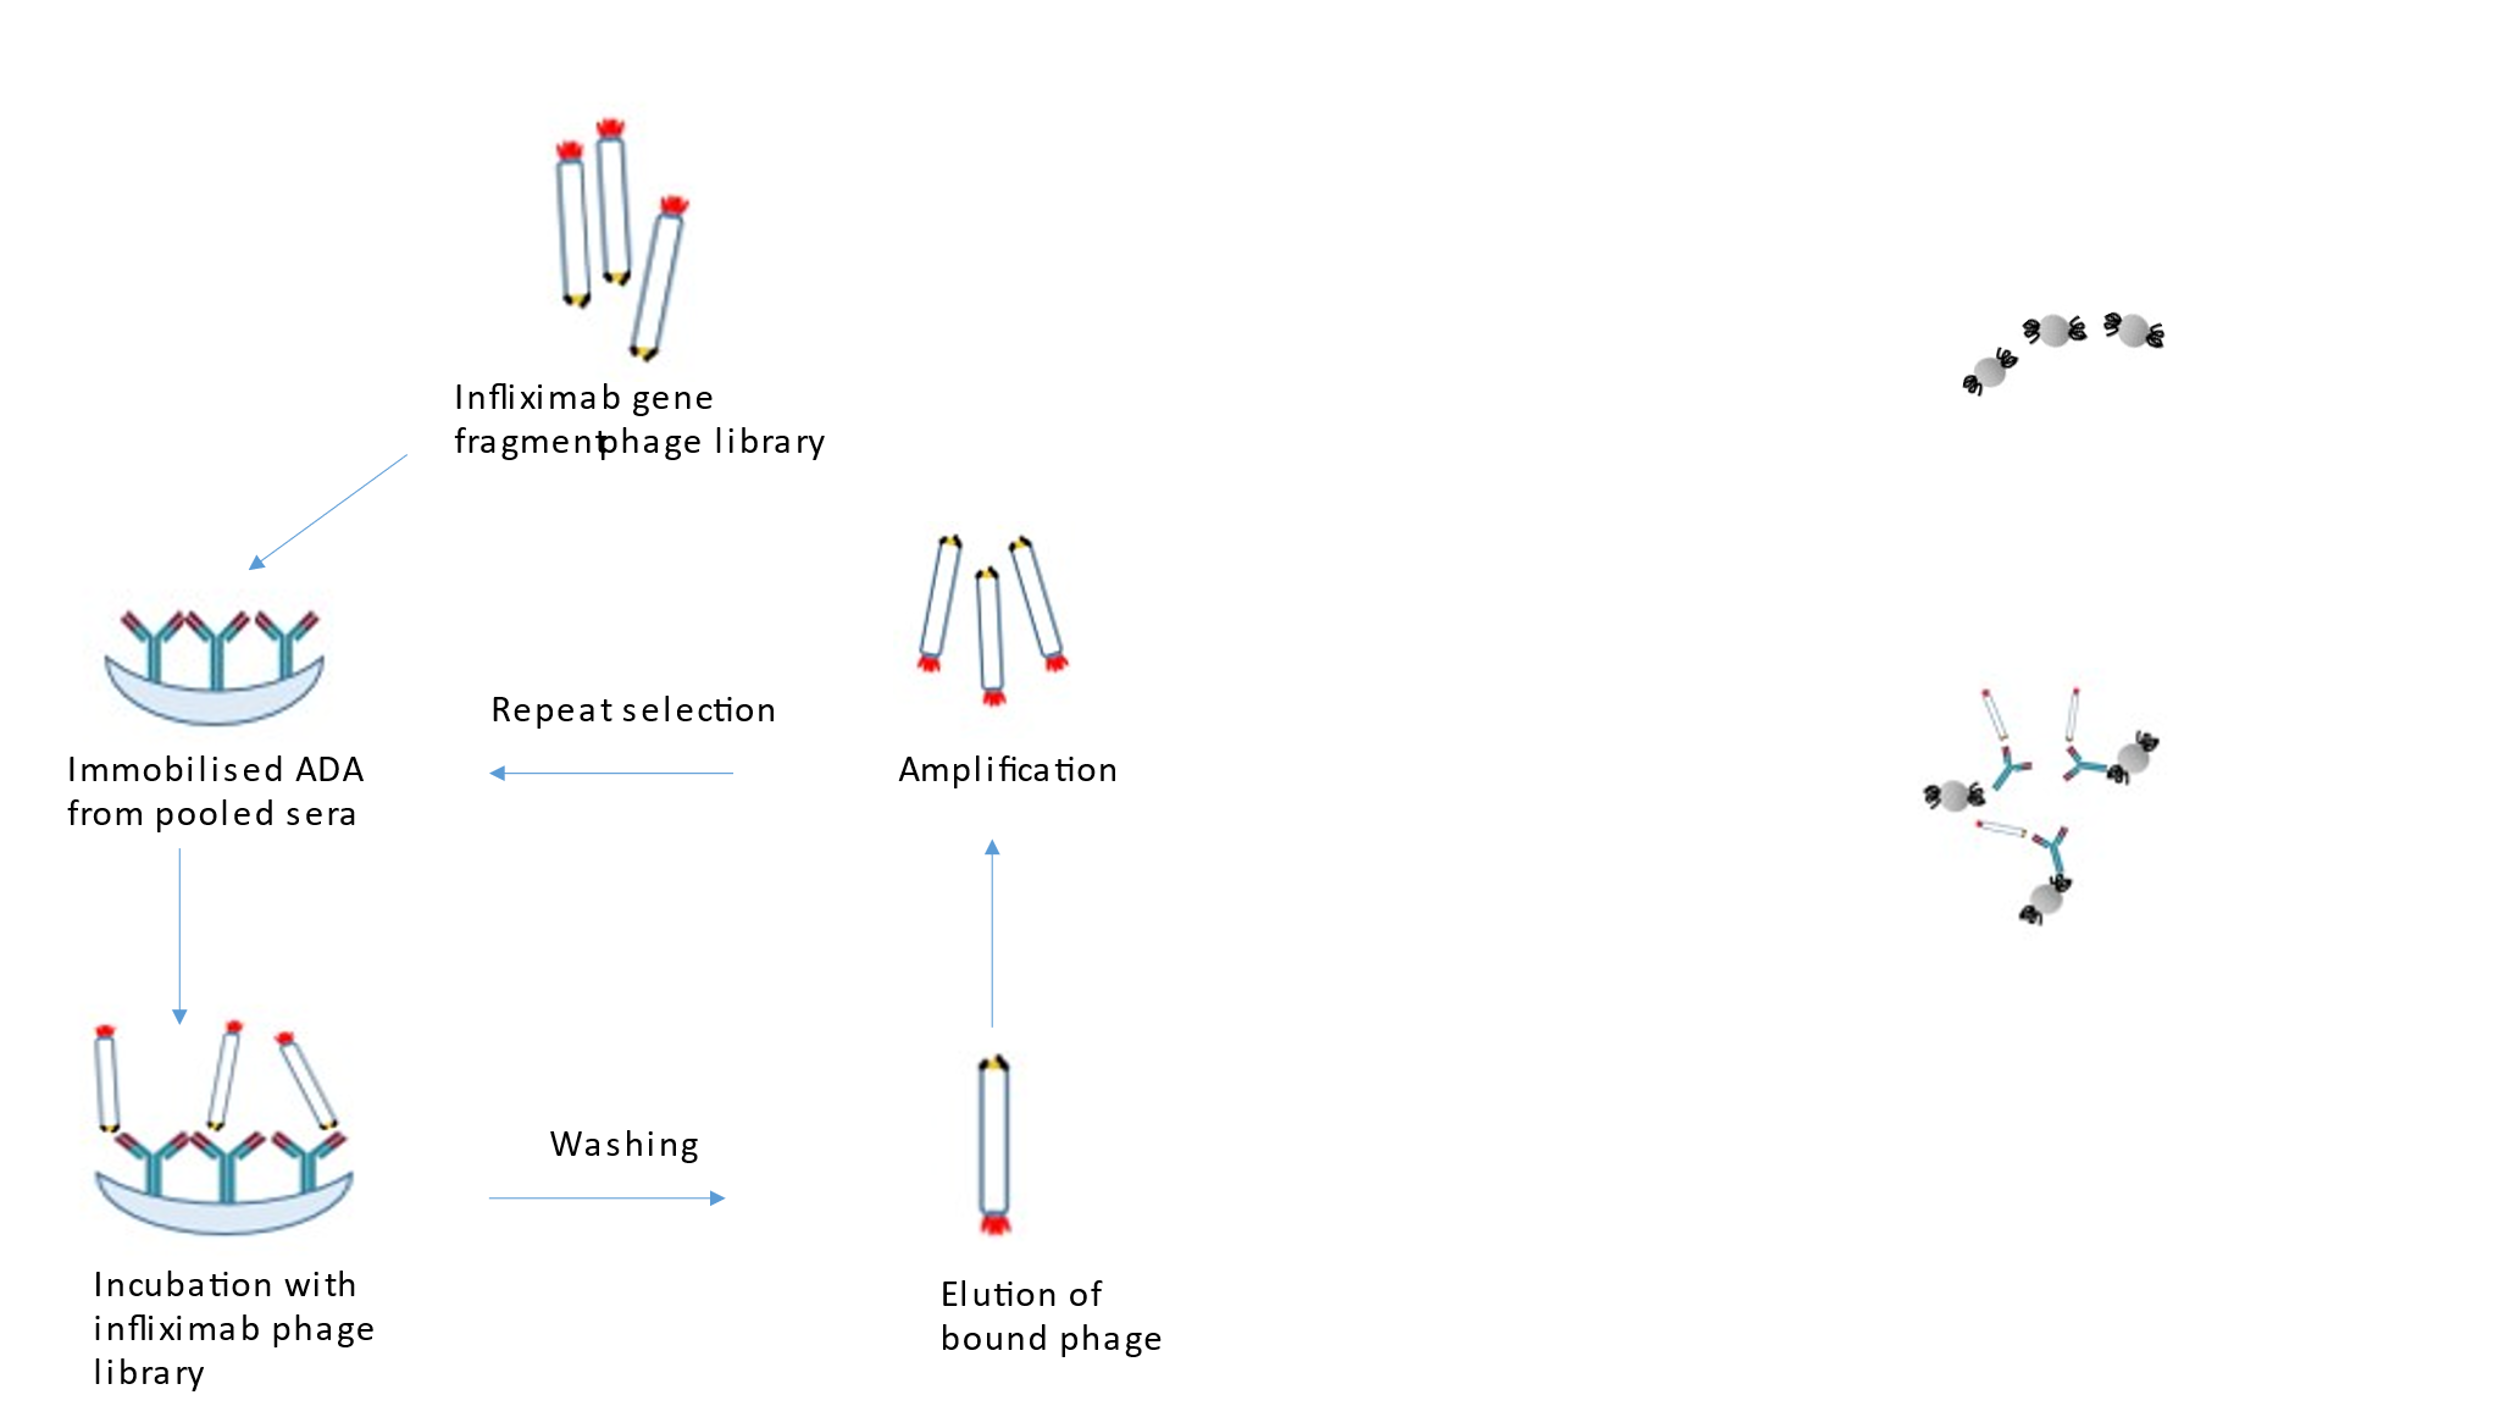 Infliximab gene
fragment phage library
Repeat selection
Immobilised ADA
from pooled sera
Amplification
Washing
Incubation with
infliximab phage
library
Elution of
bound phage